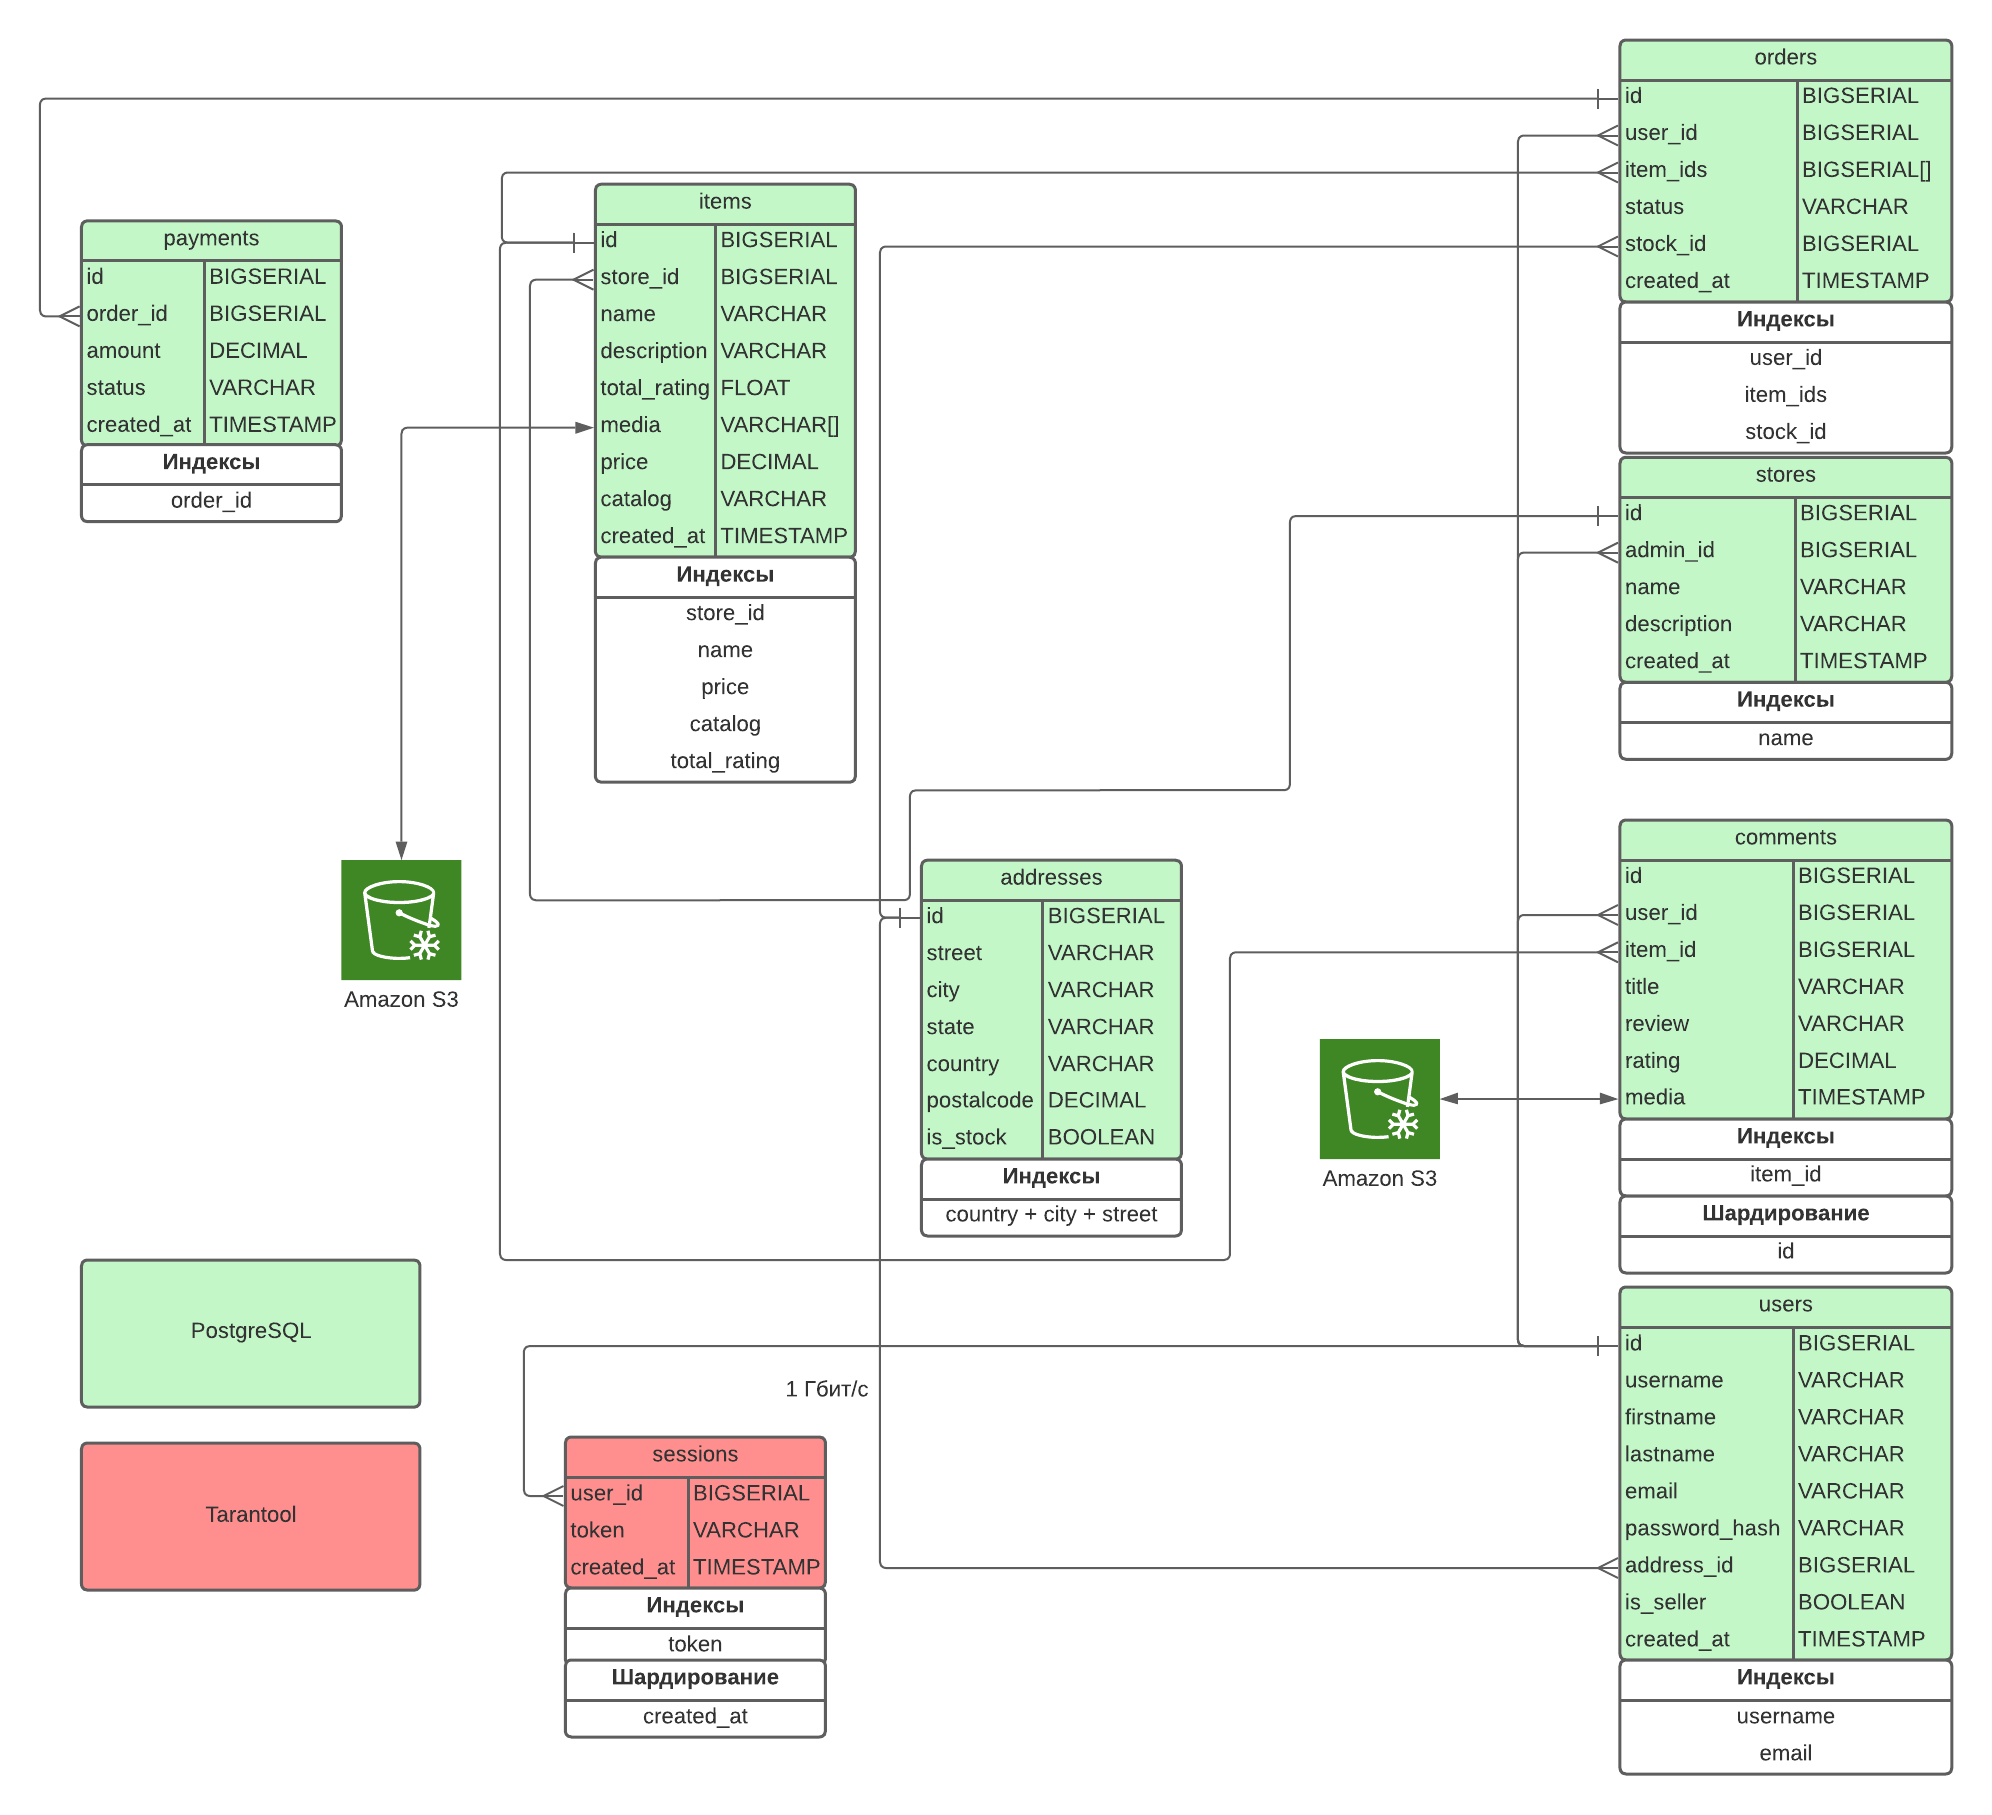 orders
id BIGSERIAL
user_id BIGSERIAL
item_ids BIGSERIAL[]
status VARCHAR
stock_id BIGSERIAL
created_at TIMESTAMP
Индексы
user_id
item_ids
stock_id
items
id BIGSERIAL
store_id BIGSERIAL
name VARCHAR
description VARCHAR
total_rating FLOAT
media VARCHAR[]
price DECIMAL
catalog VARCHAR
created_at TIMESTAMP
Индексы
store_id
name
price
catalog
total_rating
payments
id BIGSERIAL
order_id BIGSERIAL
amount DECIMAL
status VARCHAR
created_at TIMESTAMP
Индексы
order_id
stores
id BIGSERIAL
admin_id BIGSERIAL
name VARCHAR
description VARCHAR
created_at TIMESTAMP
Индексы
name
comments
id BIGSERIAL
user_id BIGSERIAL
item_id BIGSERIAL
title VARCHAR
review VARCHAR
rating DECIMAL
media TIMESTAMP
Индексы
item_id
Шардирование
id
addresses
id BIGSERIAL
street VARCHAR
city VARCHAR
state VARCHAR
country VARCHAR
postalcode DECIMAL
is_stock BOOLEAN
Индексы
country + city + street
Amazon S3
Amazon S3
PostgreSQL
Tarantool
1 Гбит/с
sessions
user_id BIGSERIAL
token VARCHAR
created_at TIMESTAMP
Индексы
token
Шардирование
created_at
users
id BIGSERIAL
username VARCHAR
firstname VARCHAR
lastname VARCHAR
email VARCHAR
password_hash VARCHAR
address_id BIGSERIAL
is_seller BOOLEAN
created_at TIMESTAMP
Индексы
username
email